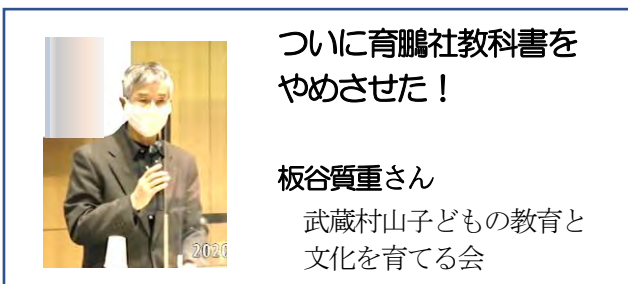 ついに育鵬社教科書を
やめさせた！
板谷質重さん
武蔵村山子どもの教育と
文化を育てる会
2020